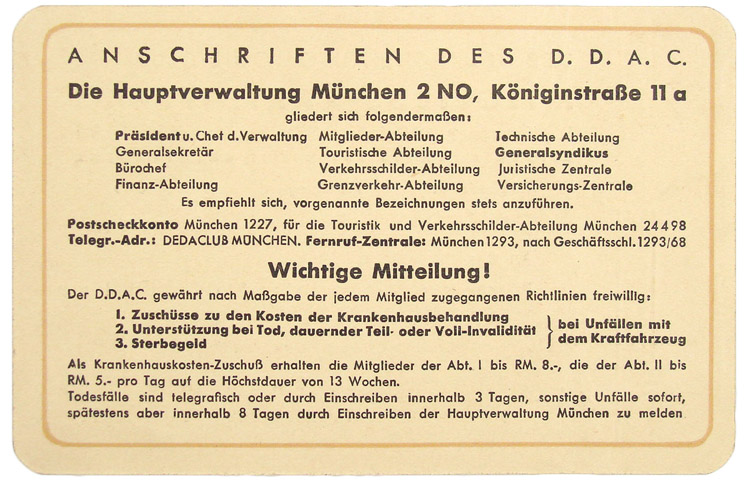 ANSCHRIFTEN DES D. D. A. C.
Die Hauptverwaltung München 2 NO, Königinstraße 11 a
gliedert sich folgendermaßen:
Präsident u. Chef d. Verwaltung Mitglieder-Abteilung Technische Abteilung
Generalsekretär Touristische Abteilung Generalsyndikus
Bürochef Verkehrsschilder-Abteilung Juristische Zentrale
Finanz-Abteilung Grenzverkehr-Abteilung Versicherungs-Zentrale
Es empfiehlt sich, vorgenannte Bezeichnungen stets anzuführen.
Postscheckkonto München 1227, für die Touristik und Verkehrsschilder-Abteilung München 24498
Telegr.-Adr.: DEDACLUB MÜNCHEN. Fernruf-Zentrale: München 1293, nach Geschäftsschl. 1293/68
Wichtige Mitteilung!
Der D.D.A.C. gewährt nach Maßgabe der jedem Mitglied zugegangenen Richtlinien freiwillig:
1. Zuschüsse zu den Kosten der Krankenhausbehandlung
2. Unterstützung bei Tod, dauernder Teil- oder Voll-Invalidität
3. Sterbegeld
bei Unfällen mit
dem Kraftfahrzeug
Als Krankenhauskosten-Zuschuß erhalten die Mitglieder der Abt. I bis RM. 8.-, die der Abt. II bis
RM. 5.- pro Tag auf die Höchstdauer von 13 Wochen.
Todesfälle sind telegrafisch oder durch Einschreiben innerhalb 3 Tagen, sonstige Unfälle sofort,
spätestens aber innerhalb 8 Tagen durch Einschreiben der Hauptverwaltung München zu melden